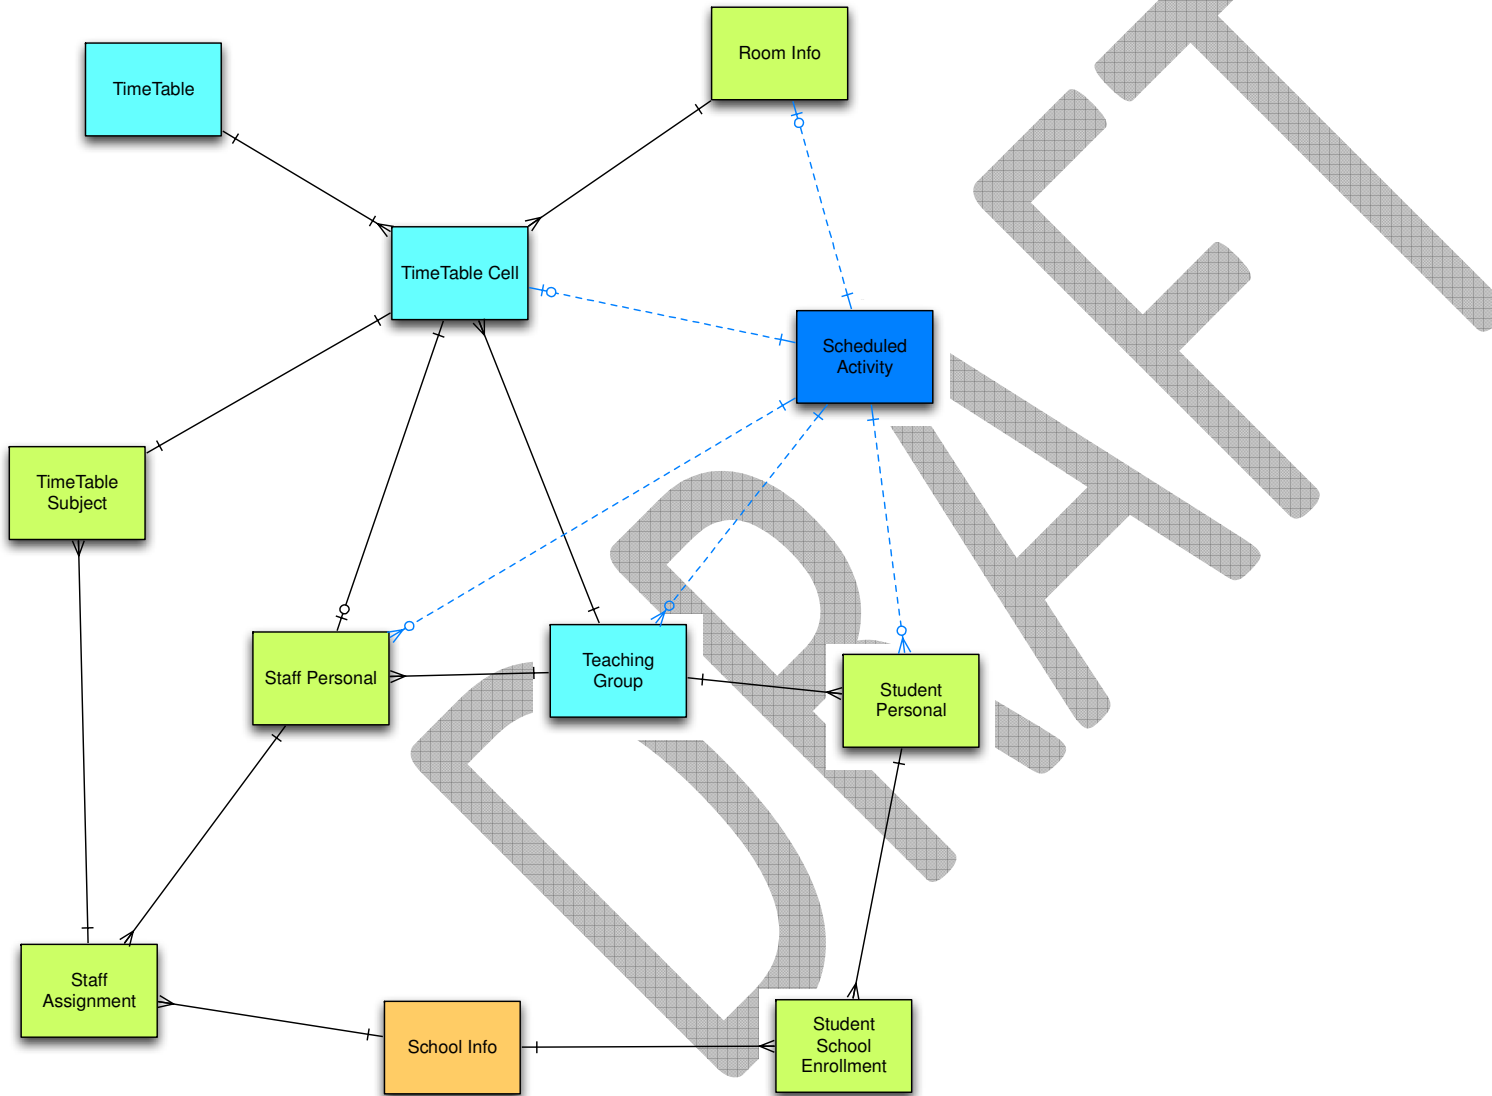 Room Info
TimeTable
TimeTable Cell
Scheduled
Activity
TimeTable
Subject
Staff Personal
Teaching
Group
Student
Personal
Staff
Assignment
School Info
Student
School
Enrollment
DRAFT